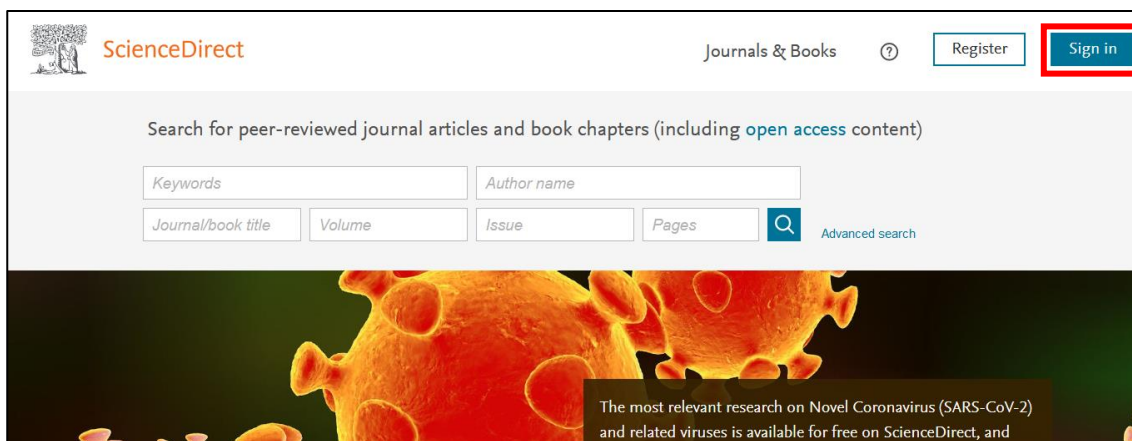 ScienceDirect
Journals & Books
?
Register
Sign in
Search for peer-reviewed journal articles and book chapters (including open access content)
Keywords
Author name
Journal/book title
Volume
Issue
Pages
Advanced search
The most relevant research on Novel Coronavirus (SARS-CoV-2)
and related viruses is available for free on ScienceDirect, and